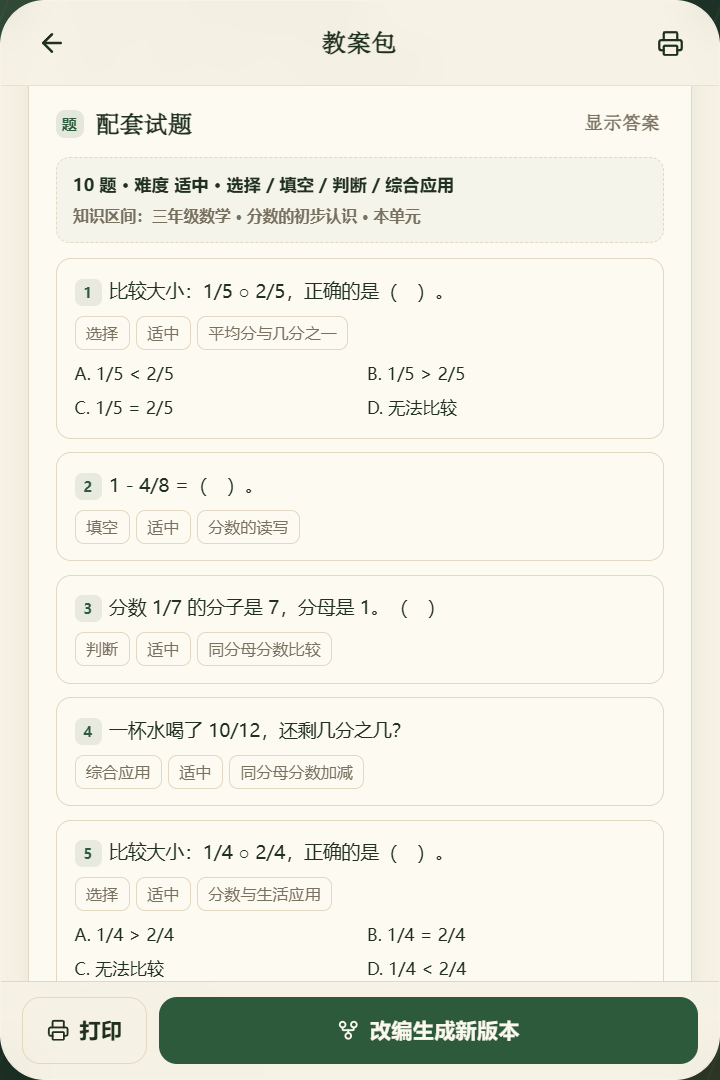 教案包
题 配套试题 显示答案
10 题 • 难度 适中 • 选择 / 填空 / 判断 / 综合应用
知识区间：三年级数学 • 分数的初步认识 • 本单元
1 比较大小：1/5 ○ 2/5，正确的是（　）。
选择 适中 平均分与几分之一
A. 1/5 < 2/5 B. 1/5 > 2/5
C. 1/5 = 2/5 D. 无法比较
2 1 - 4/8 =（　）。
填空 适中 分数的读写
3 分数 1/7 的分子是 7，分母是 1。（　）
判断 适中 同分母分数比较
4 一杯水喝了 10/12，还剩几分之几？
综合应用 适中 同分母分数加减
5 比较大小：1/4 ○ 2/4，正确的是（　）。
选择 适中 分数与生活应用
A. 1/4 > 2/4 B. 1/4 = 2/4
C. 无法比较 D. 1/4 < 2/4
打印 改编生成新版本